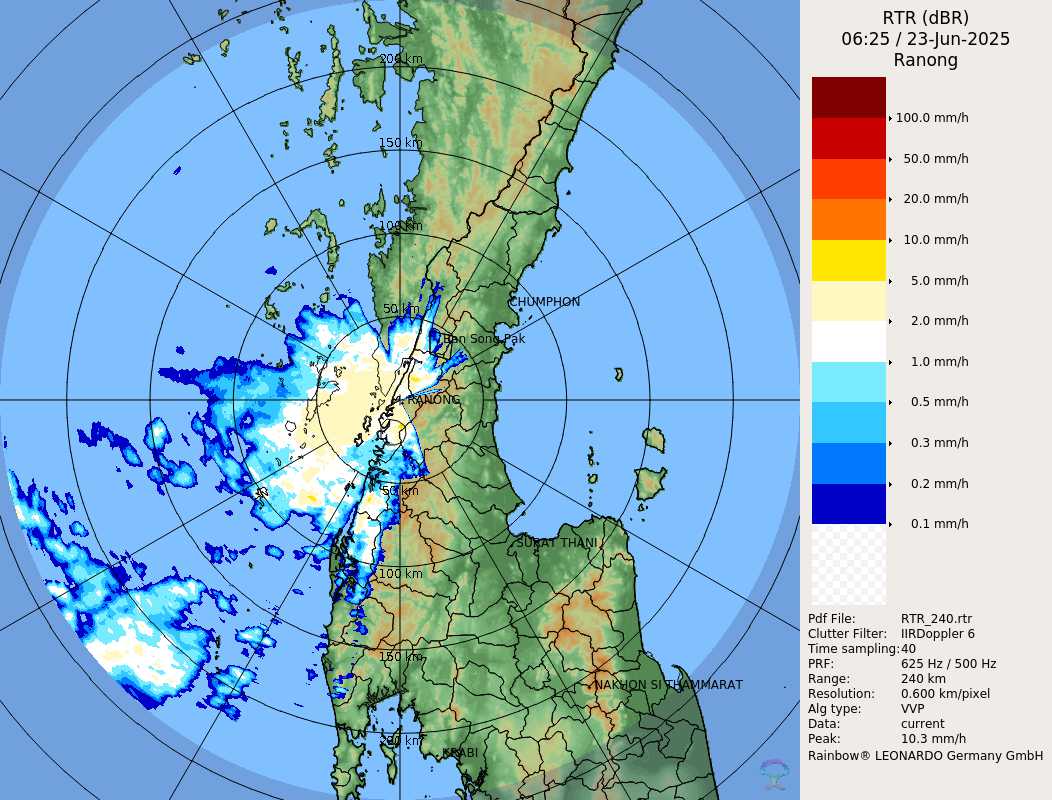 RTR (dBR)
06:25 / 23-Jun-2025
Ranong
100.0 mm/h
50.0 mm/h
20.0 mm/h
10.0 mm/h
5.0 mm/h
2.0 mm/h
1.0 mm/h
0.5 mm/h
0.3 mm/h
0.2 mm/h
0.1 mm/h
Pdf File: RTR_240.rtr
Clutter Filter: IIRDoppler 6
Time sampling:40
PRF: 625 Hz / 500 Hz
Range: 240 km
Resolution: 0.600 km/pixel
Alg type: VVP
Data: current
Peak: 10.3 mm/h
Rainbow® LEONARDO Germany GmbH
200 km
150 km
100 km
CHUMPHON
50 km
Ban Song Pak
RANONG
50 km
SURAT THANI
100 km
150 km
NAKHON SI THAMMARAT
200 km
KRABI